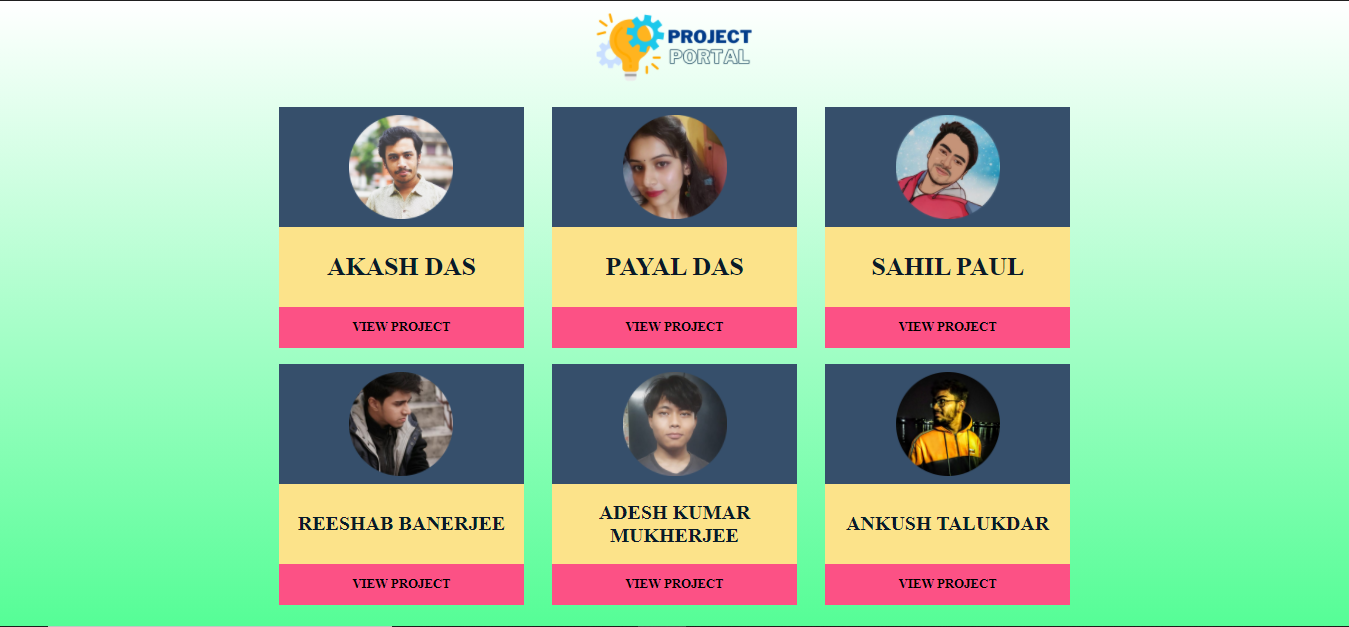 PROJECT
PORTAL
AKASH DAS
PAYAL DAS
SAHIL PAUL
VIEW PROJECT
VIEW PROJECT
VIEW PROJECT
REESHAB BANERJEE
ADESH KUMAR
MUKHERJEE
ANKUSH TALUKDAR
VIEW PROJECT
VIEW PROJECT
VIEW PROJECT